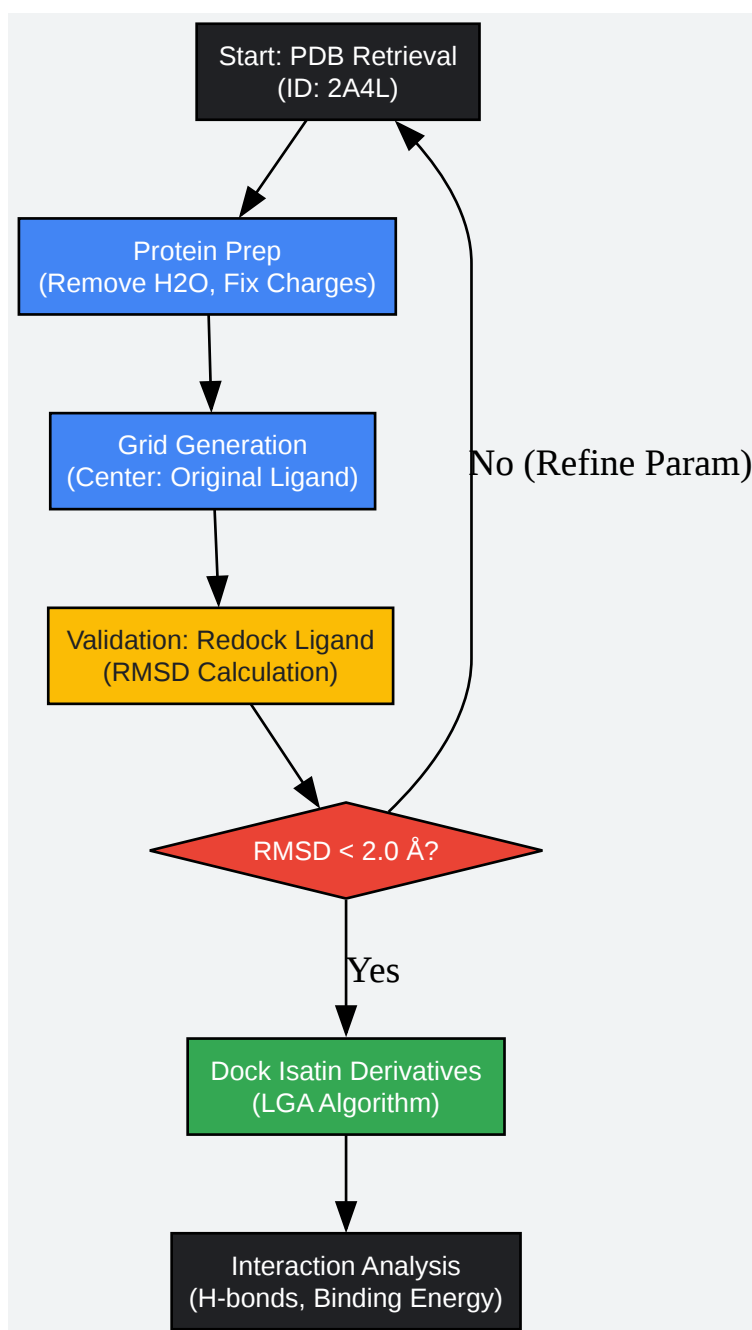 Start: PDB Retrieval
(ID: 2A4L)
Protein Prep
(Remove H2O, Fix Charges)
Grid Generation
(Center: Original Ligand)
No (Refine Param)
Validation: Redock Ligand
(RMSD Calculation)
RMSD < 2.0 Å?
Yes
Dock Isatin Derivatives
(LGA Algorithm)
Interaction Analysis
(H-bonds, Binding Energy)